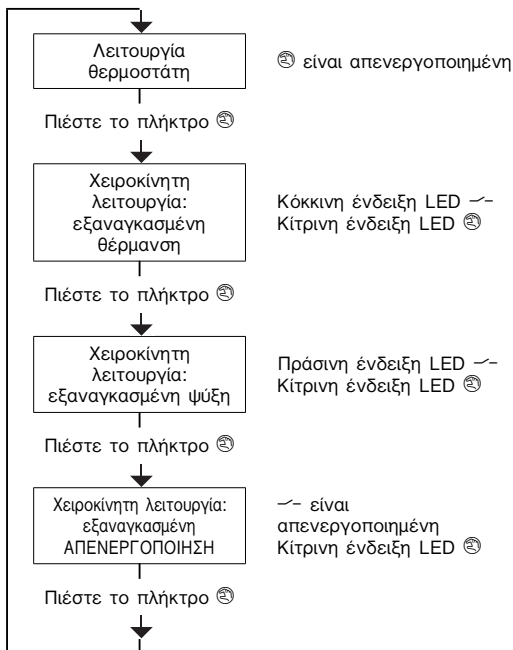 Λειτουργία
θερμοστάτη
είναι απενεργοποιημένη
Πιέστε το πλήκτρο
Χειροκίνητη
λειτουργία:
εξαναγκασμένη
θέρμανση
Κόκκινη ένδειξη LED
Κίτρινη ένδειξη LED
Πιέστε το πλήκτρο
Χειροκίνητη
λειτουργία:
εξαναγκασμένη ψύξη
Πράσινη ένδειξη LED
Κίτρινη ένδειξη LED
Πιέστε το πλήκτρο
Χειροκίνητη λειτουργία:
εξαναγκασμένη
ΑΠΕΝΕΡΓΟΠΟΙΗΣΗ
είναι
απενεργοποιημένη
Κίτρινη ένδειξη LED
Πιέστε το πλήκτρο